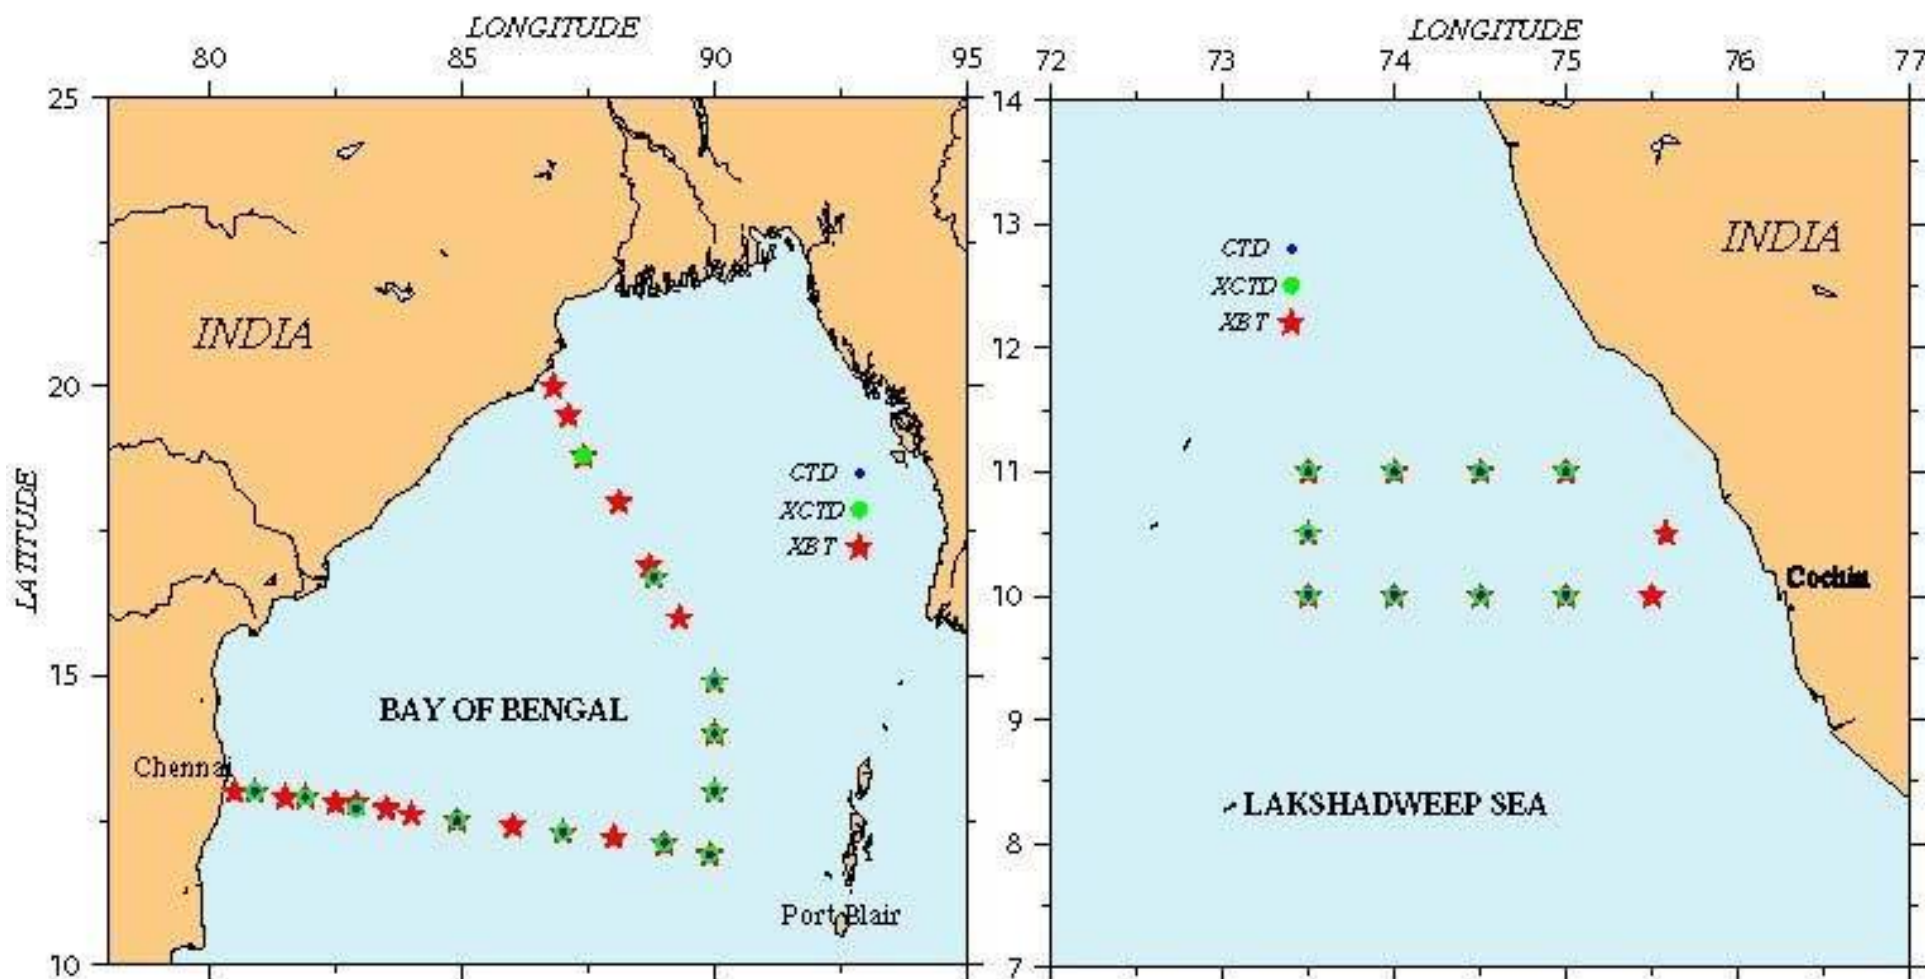 LONGITUDE
80 85 90 95
25
20
15
10
LATITUDE
INDIA
CTD
XCTD
XBT
BAY OF BENGAL
Chennai
Port Blair
LONGITUDE
72 73 74 75 76 77
14
13
12
11
10
9
8
7
INDIA
CTD
XCTD
XBT
Cochin
LAKSHADWEEP SEA